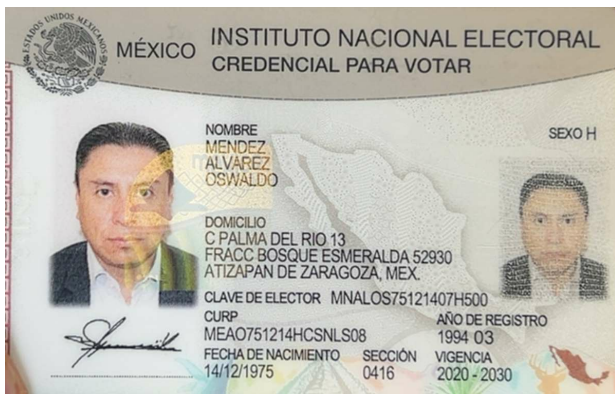 ESTADOS UNIDOS MEXICANOS
MÉXICO INSTITUTO NACIONAL ELECTORAL
CREDENCIAL PARA VOTAR
NOMBRE
SEXO H
MENDEZ
ALVAREZ
OSWALDO
DOMICILIO
C PALMA DEL RIO 13
FRACC BOSQUE ESMERALDA 52930
ATIZAPAN DE ZARAGOZA, MEX.
CLAVE DE ELECTOR MNALOS75121407H500
CURP AÑO DE REGISTRO
MEAO751214HCSNLS08 1994 03
FECHA DE NACIMIENTO SECCIÓN VIGENCIA
14/12/1975 0416 2020 - 2030